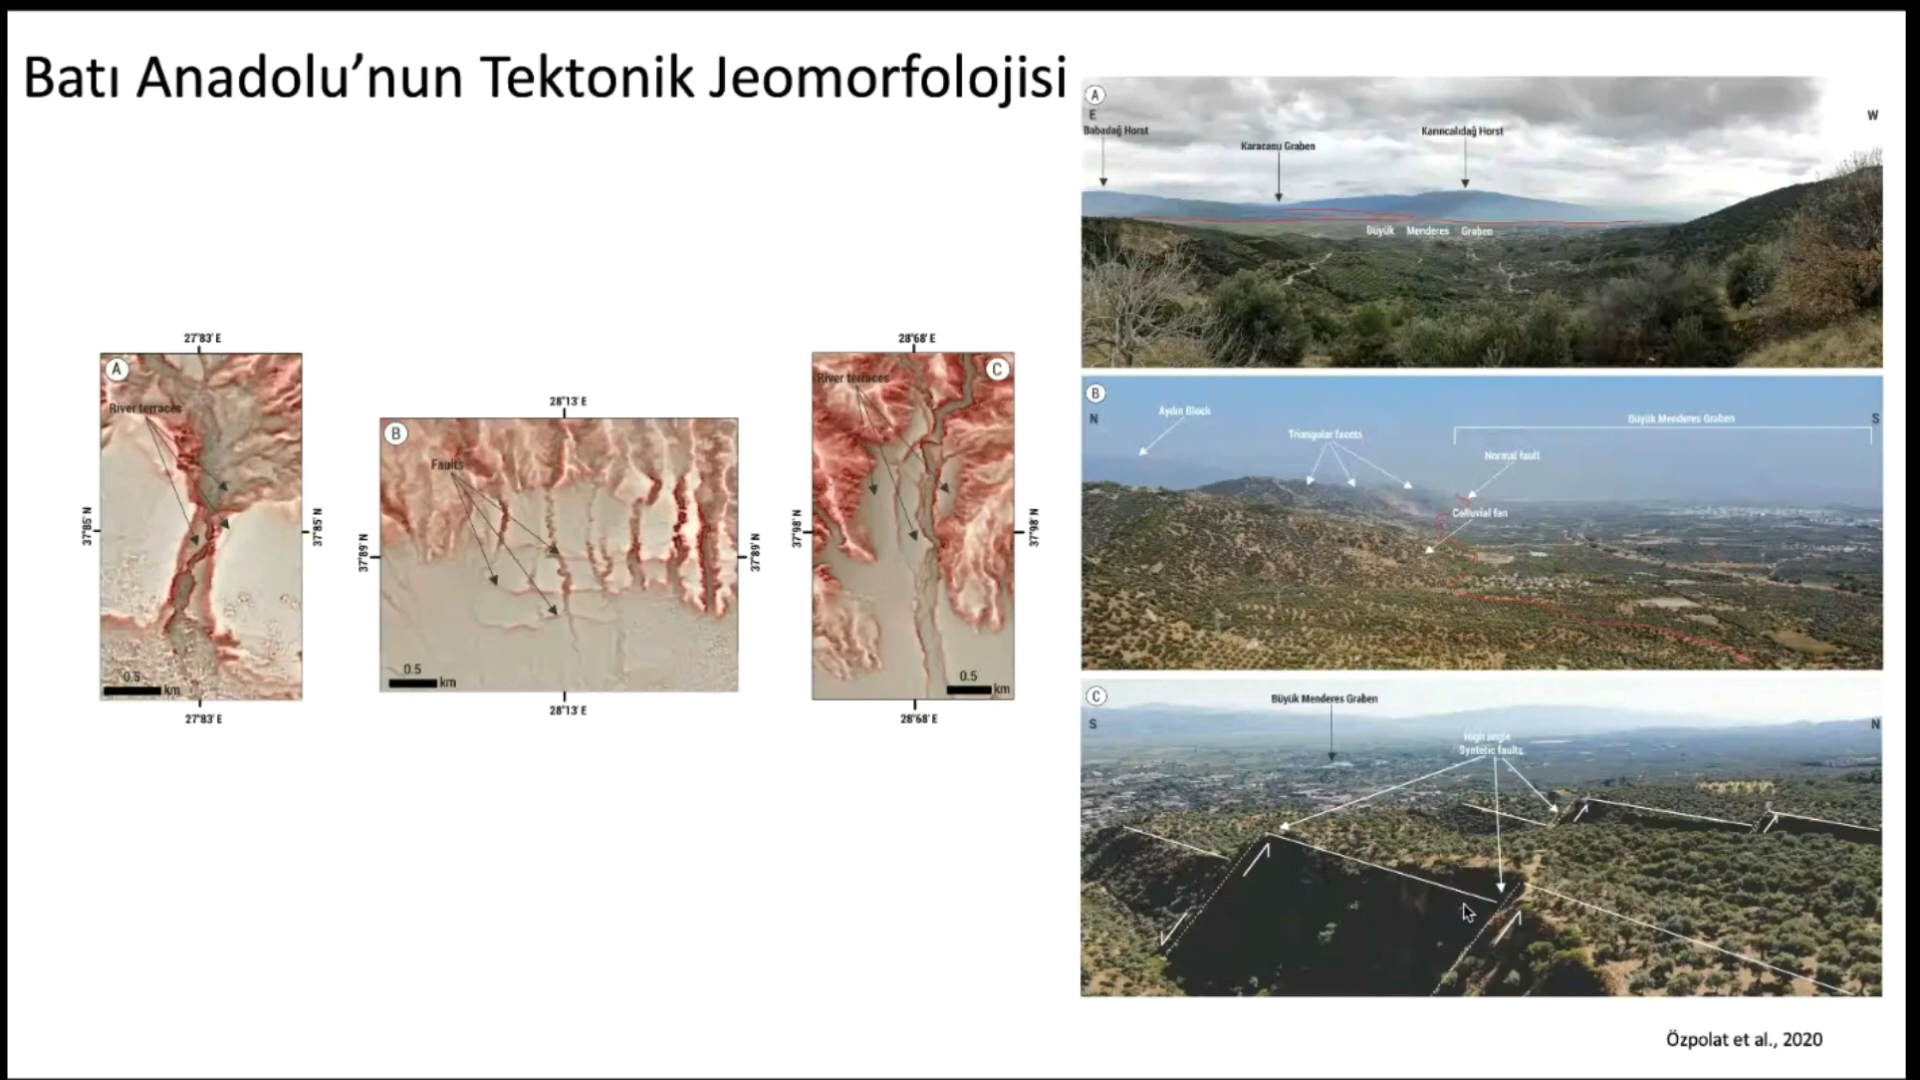 Batı Anadolu’nun Tektonik Jeomorfolojisi
27°83' E
A
River terraces
37°85' N
37°85' N
0.5
km
27°83' E
28°13' E
B
Faults
37°89' N
37°89' N
0.5
km
28°13' E
28°68' E
C
River terraces
37°98' N
37°98' N
0.5
km
28°68' E
A
E
W
Babadağ Horst
Karacasu Graben
Karıncalıdağ Horst
Büyük Menderes Graben
B
N
S
Aydın Block
Triangular facets
Büyük Menderes Graben
Normal fault
Colluvial fan
C
S
N
Büyük Menderes Graben
High angle
Syntetic faults
Özpolat et al., 2020